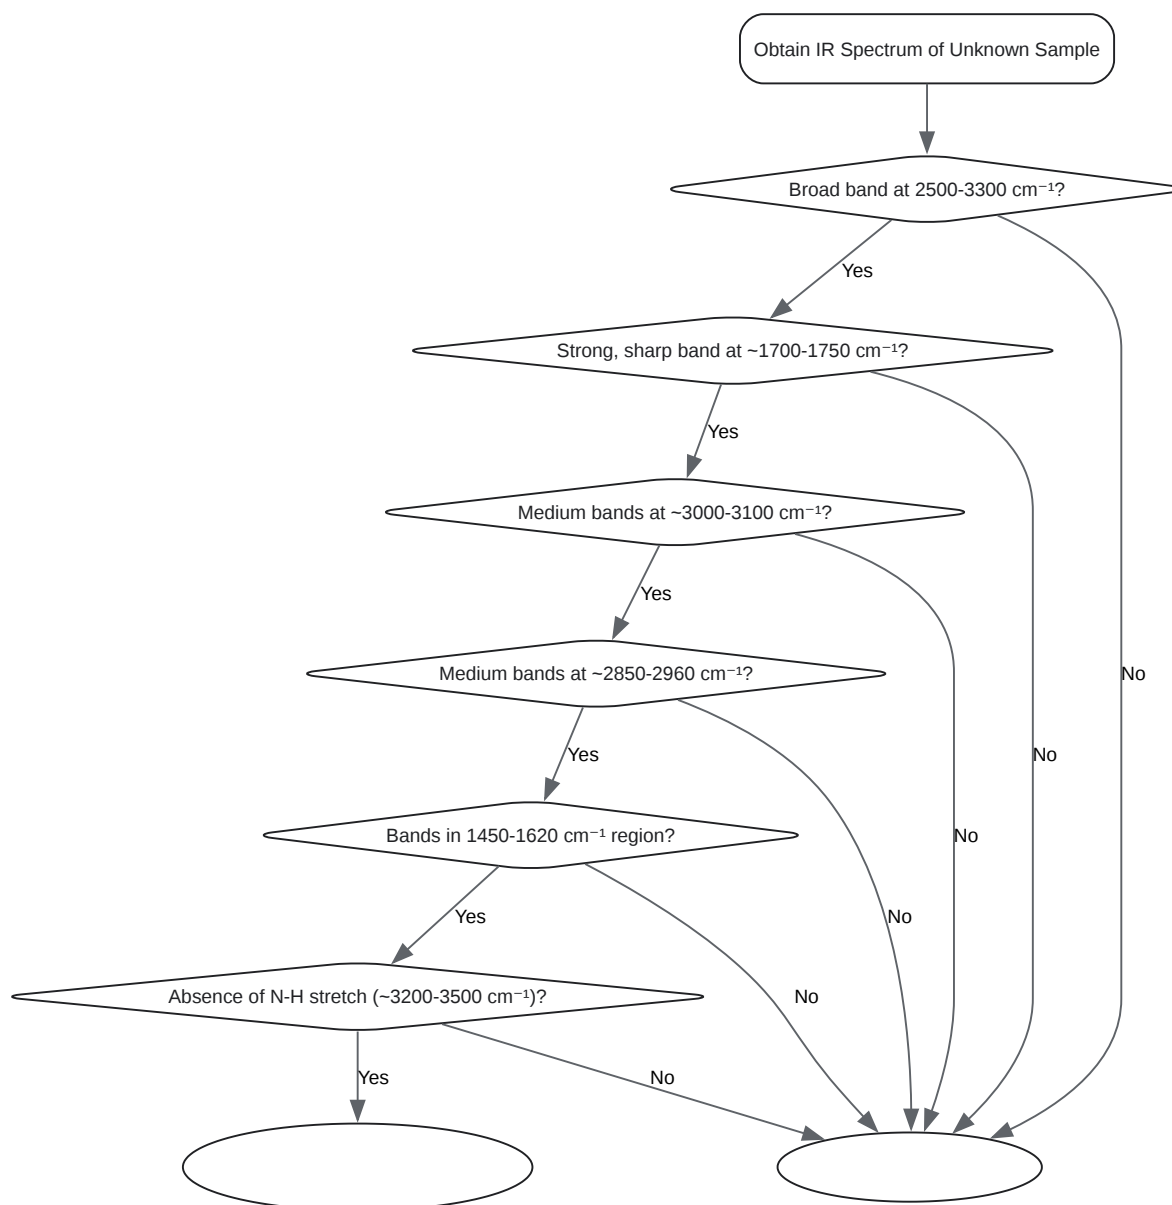 Obtain IR Spectrum of Unknown Sample
Broad band at 2500-3300 cm⁻¹?
Yes
Strong, sharp band at ~1700-1750 cm⁻¹?
Yes
Medium bands at ~3000-3100 cm⁻¹?
Yes
Medium bands at ~2850-2960 cm⁻¹?
No
Yes
No
Bands in 1450-1620 cm⁻¹ region?
No
Yes
No
Absence of N-H stretch (~3200-3500 cm⁻¹)?
No
Yes
No